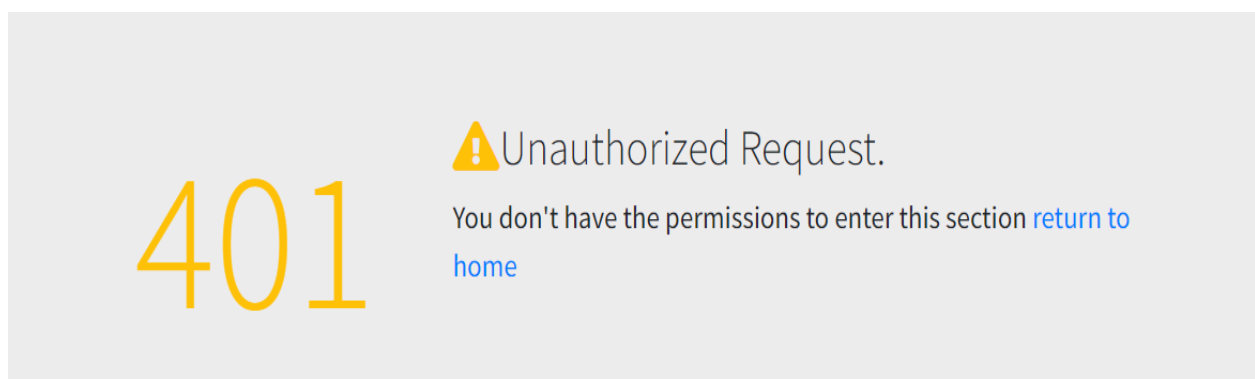 401
Unauthorized Request.
You don't have the permissions to enter this section return to
home